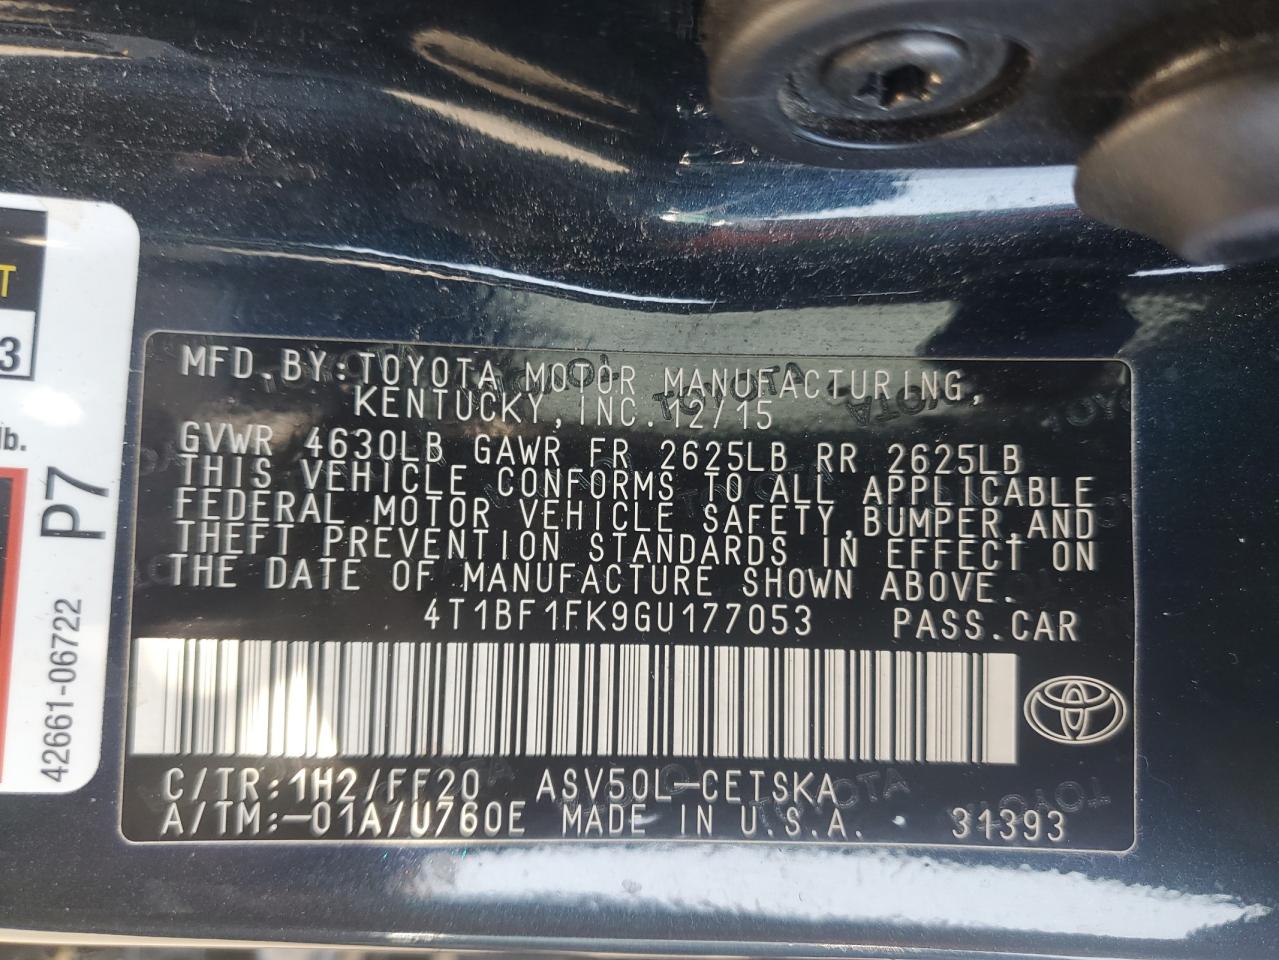 MFD.BY:TOYOTA MOTOR MANUFACTURING,
KENTUCKY,INC.12/15
GVWR 4630LB GAWR FR 2625LB RR 2625LB
THIS VEHICLE CONFORMS TO ALL APPLICABLE
FEDERAL MOTOR VEHICLE SAFETY,BUMPER,AND
THEFT PREVENTION STANDARDS IN EFFECT ON
THE DATE OF MANUFACTURE SHOWN ABOVE.
4T1BF1FK9GU177053 PASS.CAR
C/TR:1H2/FF20 ASV50L-CETSKA
A/TM:-01A/U760E MADE IN U.S.A. 31393
T
3
lb.
P7
42661-06722